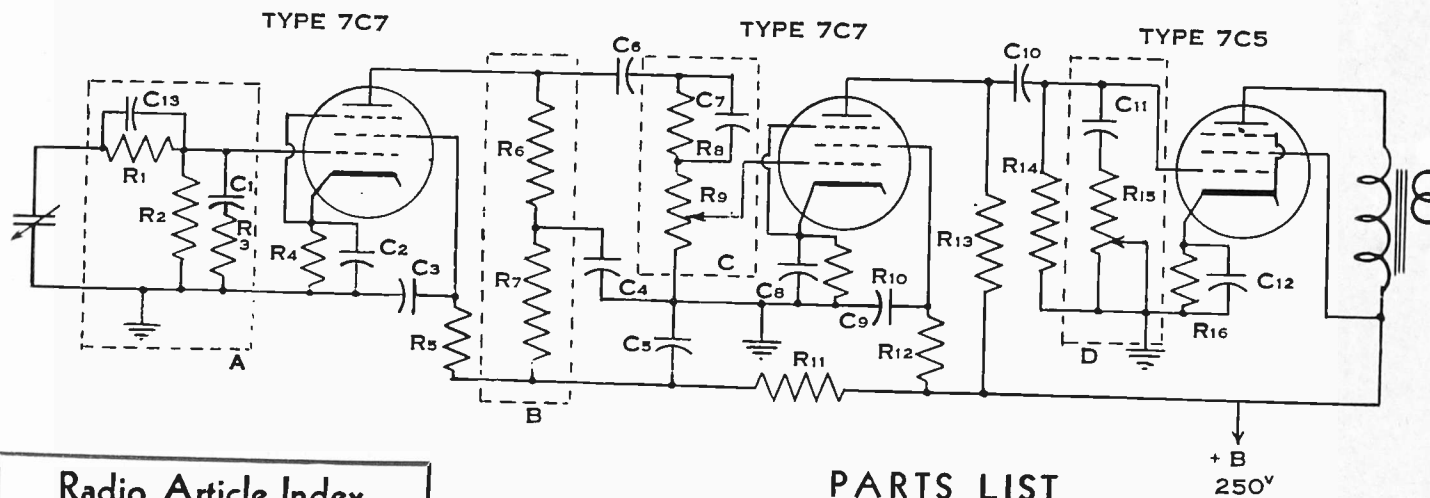 TYPE 7C7
TYPE 7C7
TYPE 7C5
C13
R1
R2
C1
R3
R4
C2
C3
R5
A
R6
R7
C4
B
C6
C7
R8
R9
C
C5
C8
R10
C9
R11
R12
R13
C10
R14
C11
R15
D
R16
C12
+ B
250V
Radio Article Index
PARTS LIST